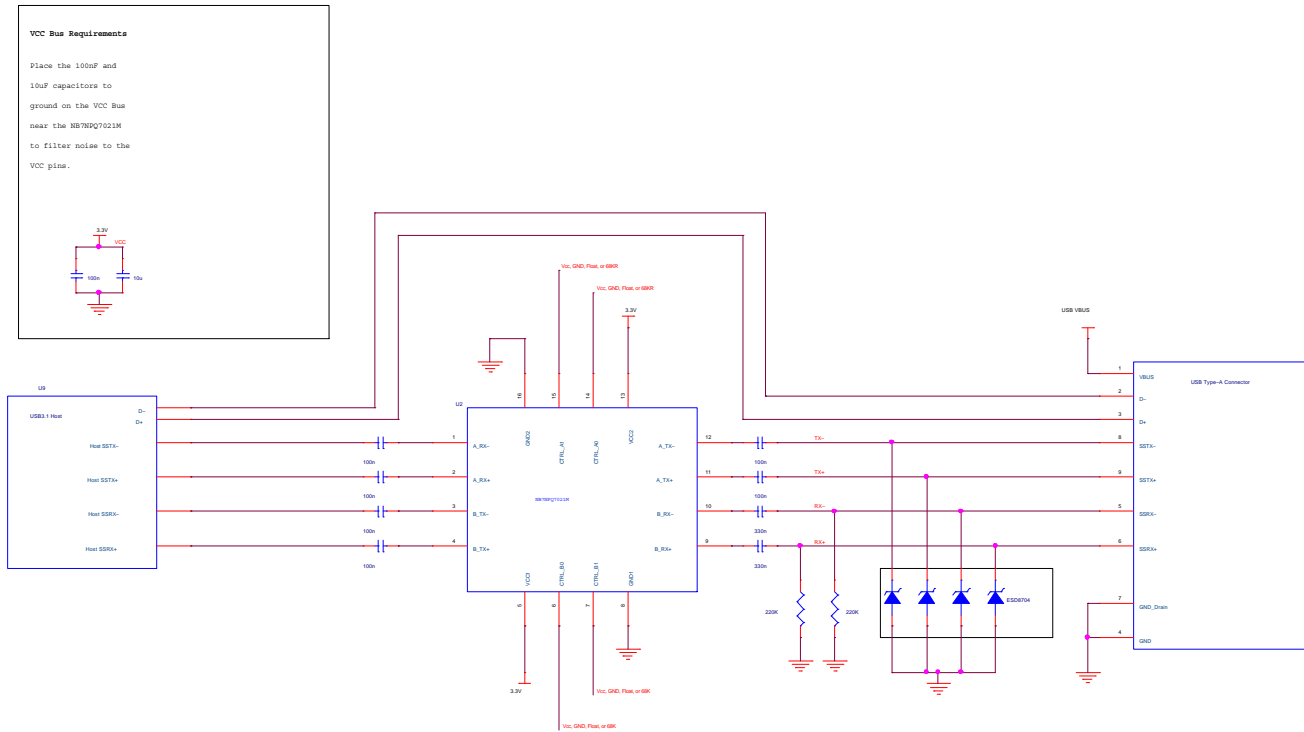 VCC Bus Requirements
Place the 100nF and
10uF capacitors to
ground on the VCC Bus
near the NB7NPQ7021M
to filter noise to the
VCC pins.
3.3V
VCC
100n
10u
Vcc, GND, Float, or 68KR
Vcc, GND, Float, or 68KR
3.3V
USB VBUS
U9
USB3.1 Host
D-
D+
Host SSTX-
Host SSTX+
Host SSRX-
Host SSRX+
100n
100n
100n
100n
U2
16
15
14
13
GND2
CTRL_A1
CTRL_A0
VCC2
1
A_RX-
2
A_RX+
3
B_TX-
4
B_TX+
NB7NPQ7021M
A_TX-
12
A_TX+
11
B_RX-
10
B_RX+
9
VCC1
CTRL_B0
CTRL_B1
GND1
5
6
7
8
3.3V
Vcc, GND, Float, or 68K
Vcc, GND, Float, or 68K
TX-
100n
TX+
100n
RX-
330n
RX+
330n
220K
220K
ESD8704
USB Type-A Connector
1
VBUS
2
D-
3
D+
8
SSTX-
9
SSTX+
5
SSRX-
6
SSRX+
7
GND_Drain
4
GND